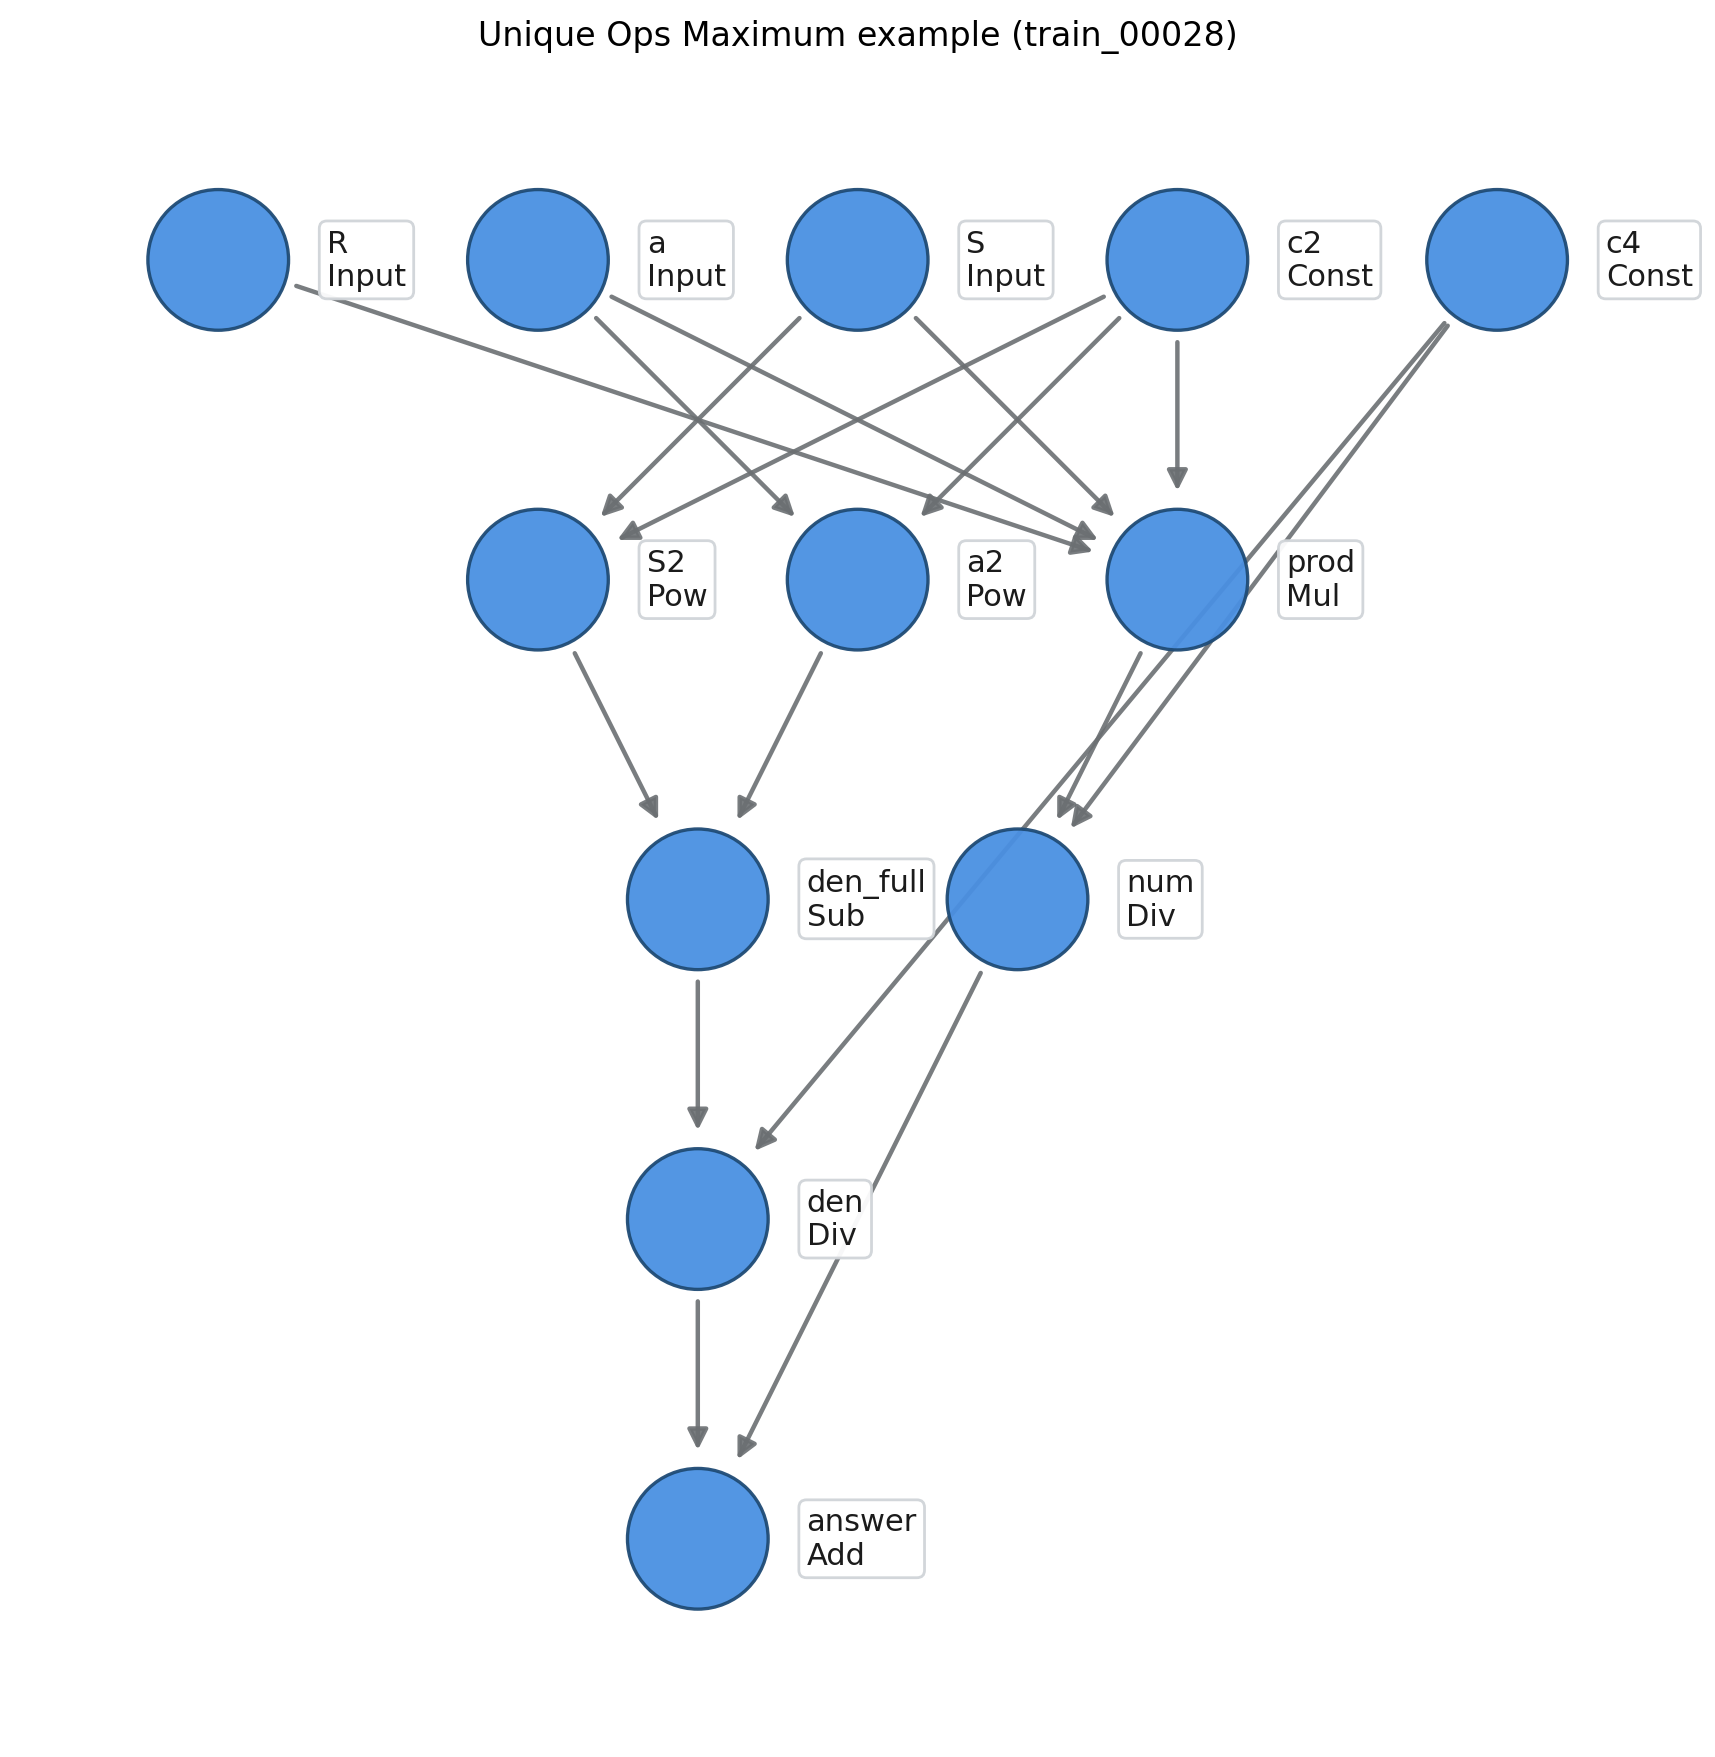 Unique Ops Maximum example (train_00028)
R
Input
a
Input
S
Input
c2
Const
c4
Const
S2
Pow
a2
Pow
prod
Mul
den_full
Sub
num
Div
den
Div
answer
Add